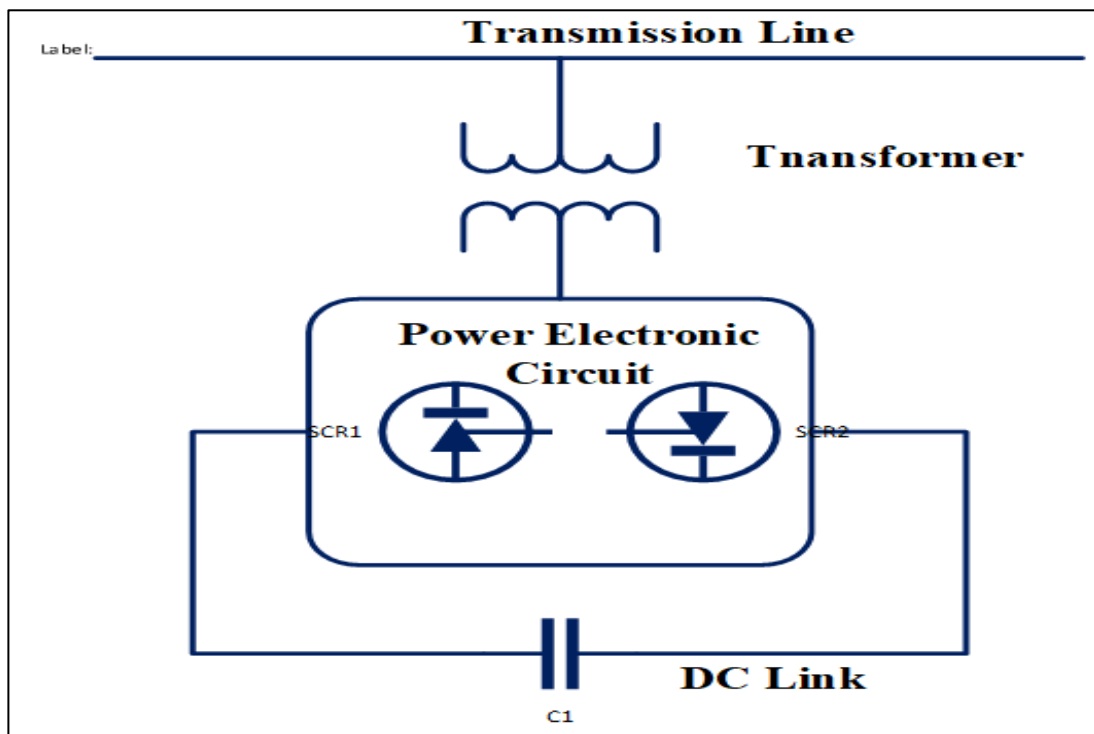 Transmission Line
Label:
Tnansformer
Power Electronic
Circuit
SCR1
SCR2
DC Link
C1